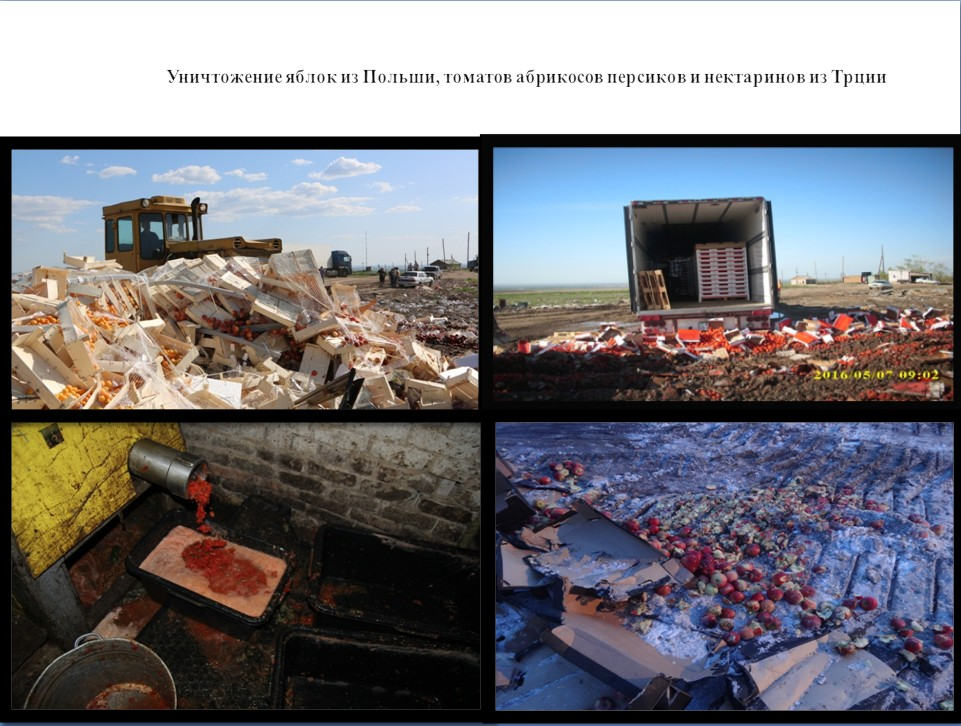 Уничтожение яблок из Польши, томатов абрикосов персиков и нектаринов из Трции
2016/05/07 09:02